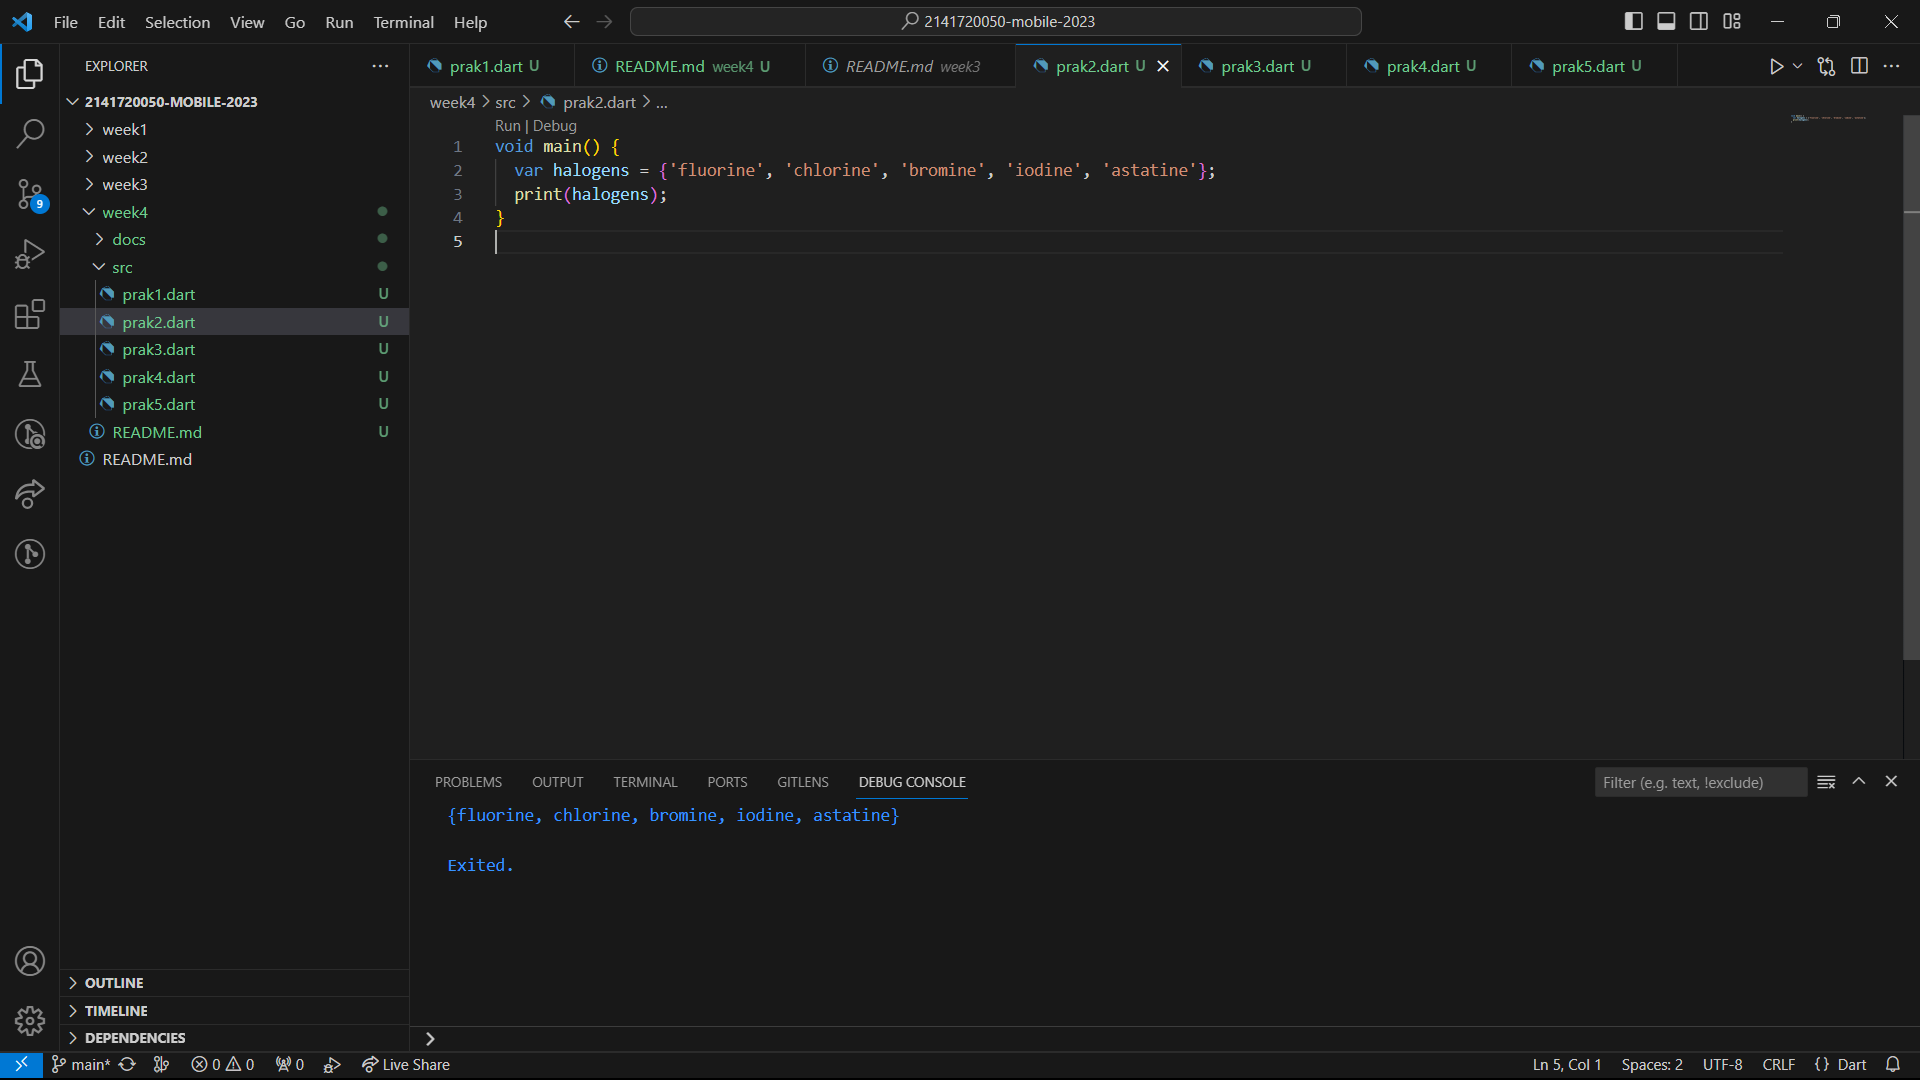 File Edit Selection View Go Run Terminal Help
2141720050-mobile-2023
EXPLORER
2141720050-MOBILE-2023
week1
week2
week3
week4
docs
src
prak1.dart U
prak2.dart U
prak3.dart U
prak4.dart U
prak5.dart U
README.md U
README.md
OUTLINE
TIMELINE
DEPENDENCIES
9
prak1.dart U README.md week4 U README.md week3 prak2.dart U prak3.dart U prak4.dart U prak5.dart U
week4 > src > prak2.dart > ...
Run | Debug
1 void main() {
2 var halogens = {'fluorine', 'chlorine', 'bromine', 'iodine', 'astatine'};
3 print(halogens);
4 }
5
PROBLEMS OUTPUT TERMINAL PORTS GITLENS DEBUG CONSOLE
Filter (e.g. text, !exclude)
{fluorine, chlorine, bromine, iodine, astatine}
Exited.
main* 0 0 0 Live Share Ln 5, Col 1 Spaces: 2 UTF-8 CRLF {} Dart